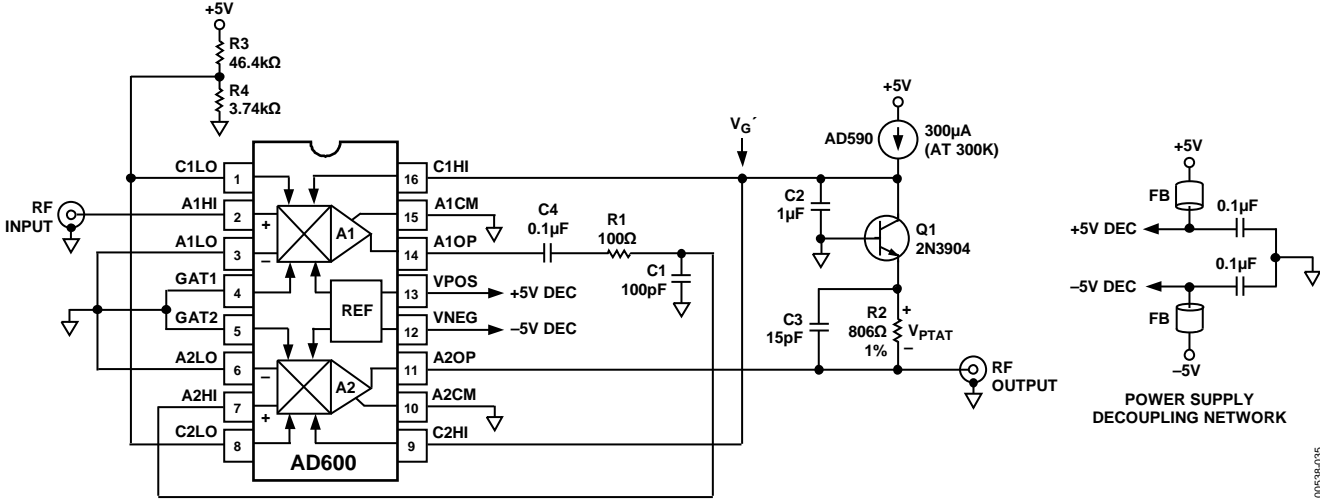 +5V
R3
46.4kΩ
R4
3.74kΩ
C1LO
1
A1HI
2
RF
INPUT
A1LO
3
GAT1
4
GAT2
5
A2LO
6
A2HI
7
C2LO
8
+
A1
–
REF
–
A2
+
AD600
16
C1HI
15
A1CM
14
A1OP
13
VPOS
+5V DEC
12
VNEG
–5V DEC
11
A2OP
10
A2CM
9
C2HI
C4
0.1µF
R1
100Ω
C1
100pF
VG´
+5V
AD590
300µA
(AT 300K)
C2
1µF
Q1
2N3904
C3
15pF
R2
806Ω
1%
+
VPTAT
–
RF
OUTPUT
+5V
FB
0.1µF
+5V DEC
0.1µF
–5V DEC
FB
–5V
POWER SUPPLY
DECOUPLING NETWORK
00538-035